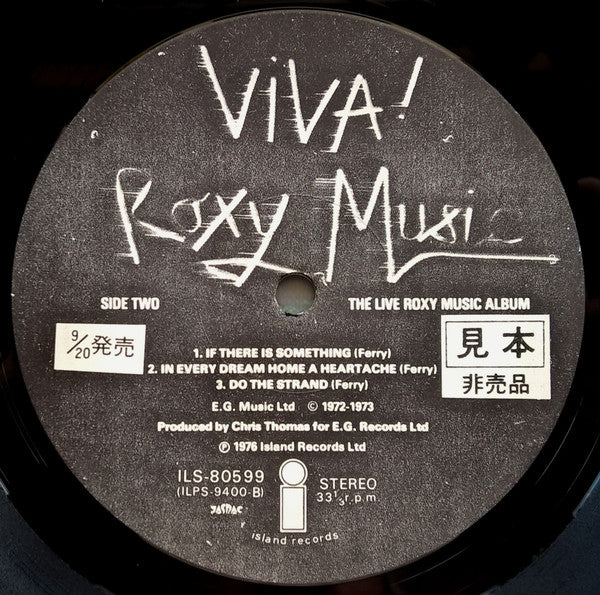 ViVA!
Roxy Music
SIDE TWO
THE LIVE ROXY MUSIC ALBUM
9/20発売
見本
非売品
1. IF THERE IS SOMETHING (Ferry)
2. IN EVERY DREAM HOME A HEARTACHE (Ferry)
3. DO THE STRAND (Ferry)
E.G. Music Ltd © 1972-1973
Produced by Chris Thomas for E.G. Records Ltd
℗ 1976 Island Records Ltd
ILS-80599
(ILPS-9400-B)
STEREO
33⅓ r.p.m
JASRAC
island records